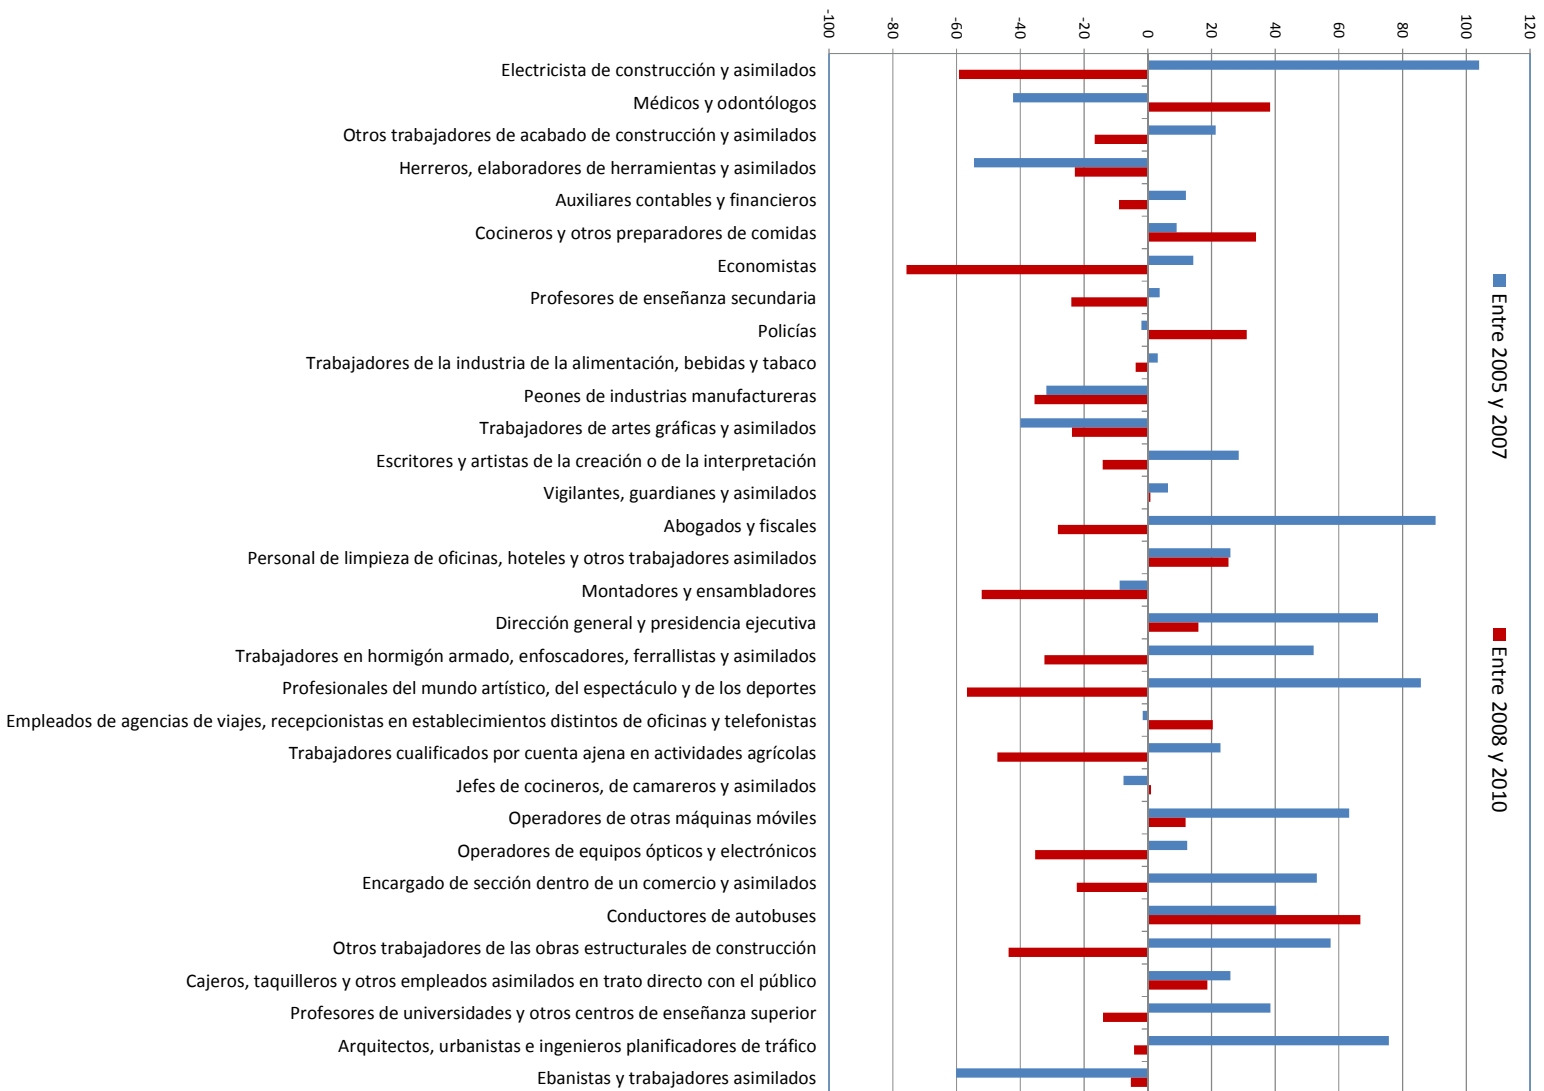 -100
-80
-60
-40
-20
0
20
40
60
80
100
120
Electricista de construcción y asimilados
Médicos y odontólogos
Otros trabajadores de acabado de construcción y asimilados
Herreros, elaboradores de herramientas y asimilados
Auxiliares contables y financieros
Cocineros y otros preparadores de comidas
Economistas
Profesores de enseñanza secundaria
Policías
Trabajadores de la industria de la alimentación, bebidas y tabaco
Peones de industrias manufactureras
Trabajadores de artes gráficas y asimilados
Escritores y artistas de la creación o de la interpretación
Vigilantes, guardianes y asimilados
Abogados y fiscales
Personal de limpieza de oficinas, hoteles y otros trabajadores asimilados
Montadores y ensambladores
Dirección general y presidencia ejecutiva
Trabajadores en hormigón armado, enfoscadores, ferrallistas y asimilados
Profesionales del mundo artístico, del espectáculo y de los deportes
Empleados de agencias de viajes, recepcionistas en establecimientos distintos de oficinas y telefonistas
Trabajadores cualificados por cuenta ajena en actividades agrícolas
Jefes de cocineros, de camareros y asimilados
Operadores de otras máquinas móviles
Operadores de equipos ópticos y electrónicos
Encargado de sección dentro de un comercio y asimilados
Conductores de autobuses
Otros trabajadores de las obras estructurales de construcción
Cajeros, taquilleros y otros empleados asimilados en trato directo con el público
Profesores de universidades y otros centros de enseñanza superior
Arquitectos, urbanistas e ingenieros planificadores de tráfico
Ebanistas y trabajadores asimilados
Entre 2005 y 2007
Entre 2008 y 2010